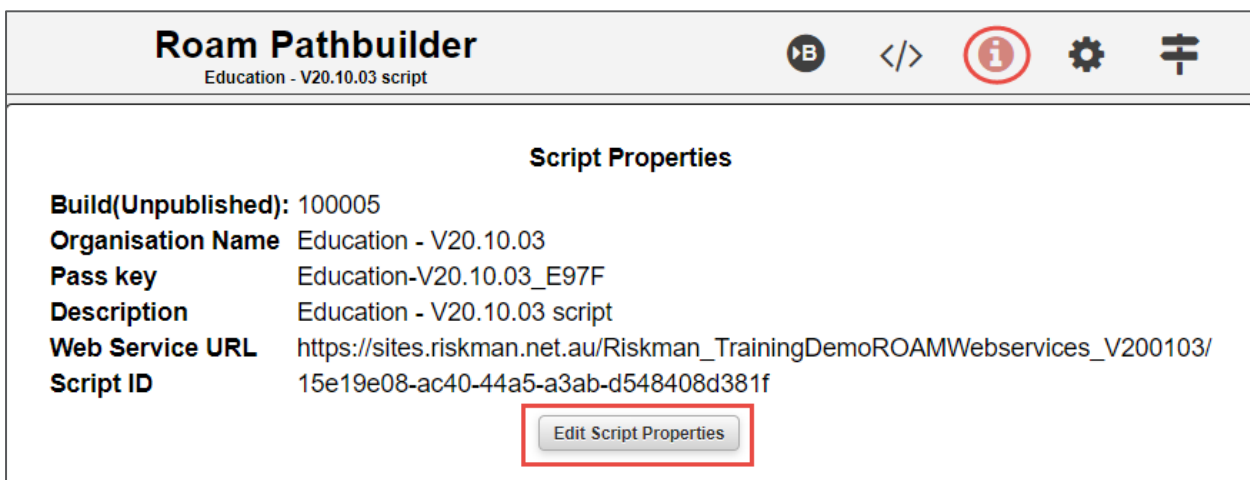 Roam Pathbuilder
Education - V20.10.03 script
B </> i
Script Properties
Build(Unpublished): 100005
Organisation Name Education - V20.10.03
Pass key Education-V20.10.03_E97F
Description Education - V20.10.03 script
Web Service URL https://sites.riskman.net.au/Riskman_TrainingDemoROAMWebservices_V200103/
Script ID 15e19e08-ac40-44a5-a3ab-d548408d381f
Edit Script Properties